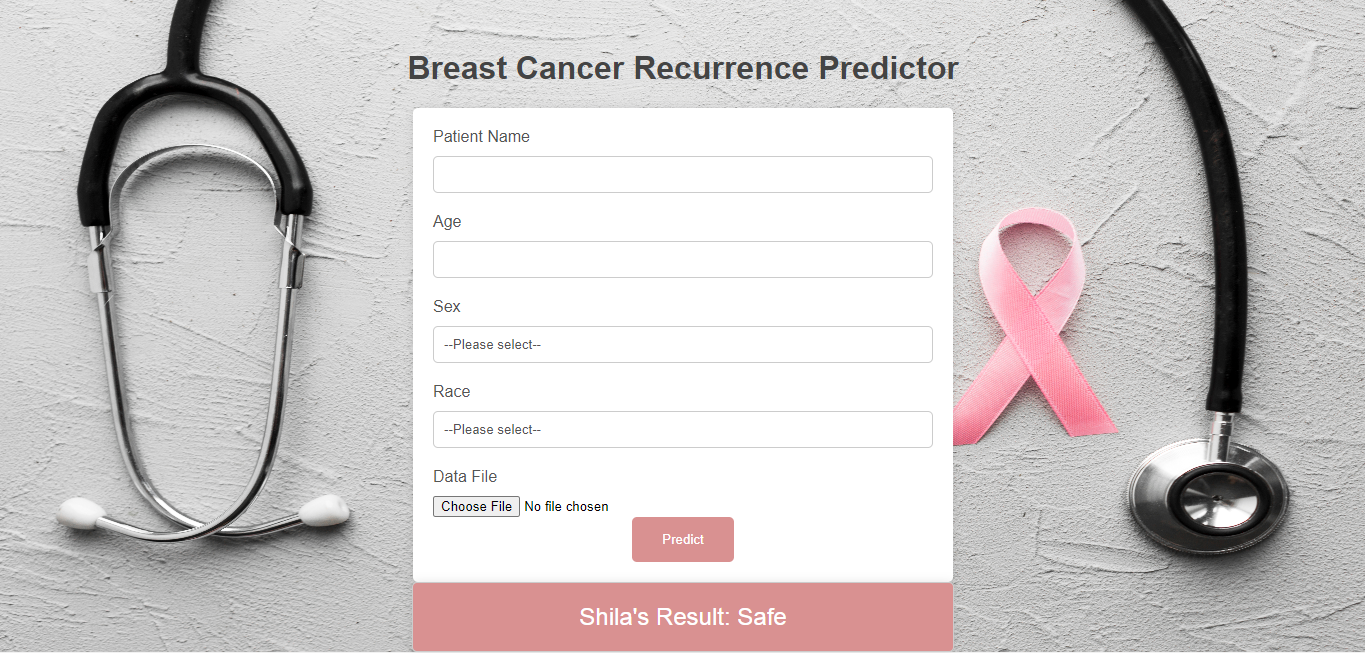 Breast Cancer Recurrence Predictor
Patient Name
Age
Sex
--Please select--
Race
--Please select--
Data File
Choose File No file chosen
Predict
Shila's Result: Safe